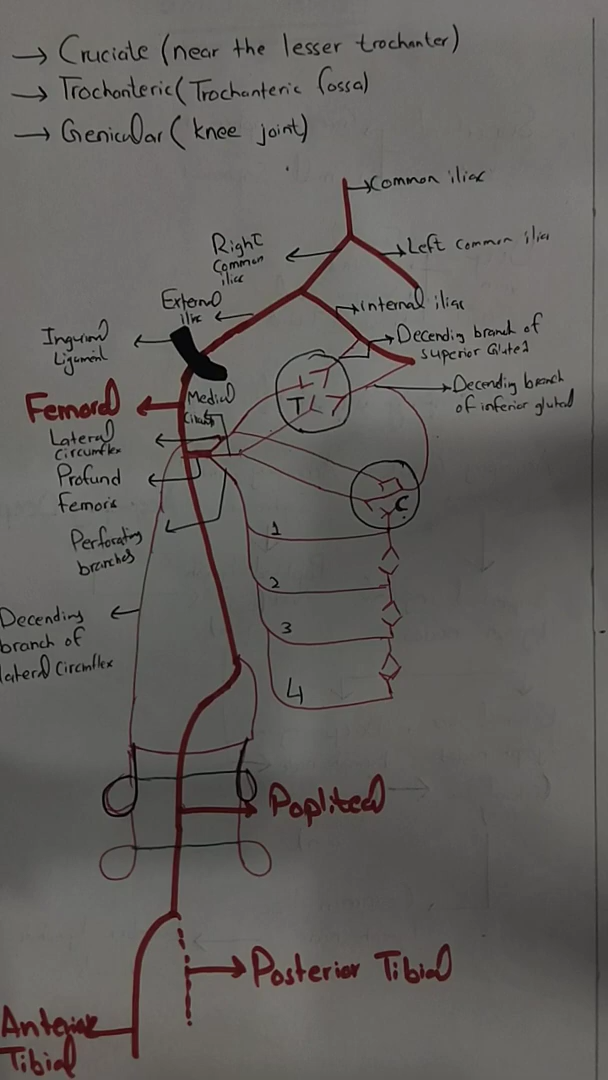 → Cruciate (near the lesser trochanter)
→ Trochanteric (Trochanteric fossa)
→ Genicular (knee joint)
Common iliac
Right
Common
iliac
Left common iliac
External
iliac
internal iliac
Inguinal
Ligament
Decending branch of
superior Gluteal
Femoral
Medial
Circum
T
Decending branch
of inferior gluteal
Lateral
Circumflex
Profund
Femoris
C
Perforating
branches
1
2
3
4
Decending
branch of
lateral Circumflex
Popliteal
Posterior Tibial
Anterior
Tibial